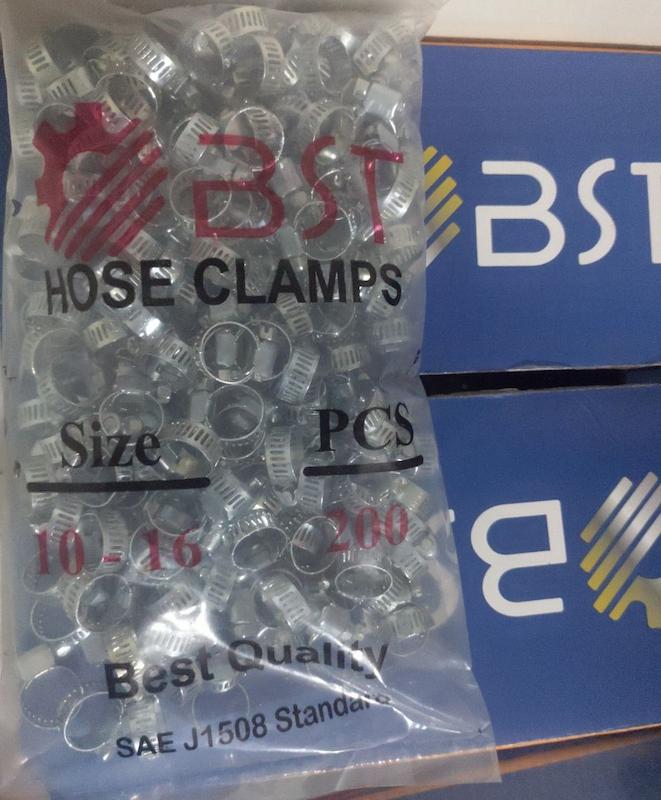 BST
HOSE CLAMPS
Size PCS
10 - 16 200
Best Quality
SAE J1508 Standard
BST
B